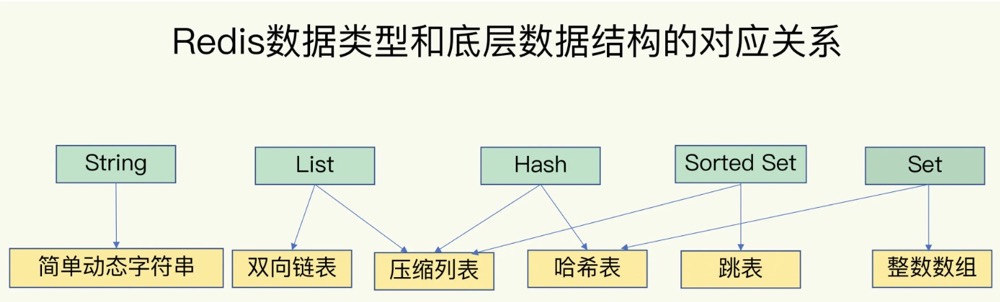 Redis数据类型和底层数据结构的对应关系
String
List
Hash
Sorted Set
Set
简单动态字符串
双向链表
压缩列表
哈希表
跳表
整数数组